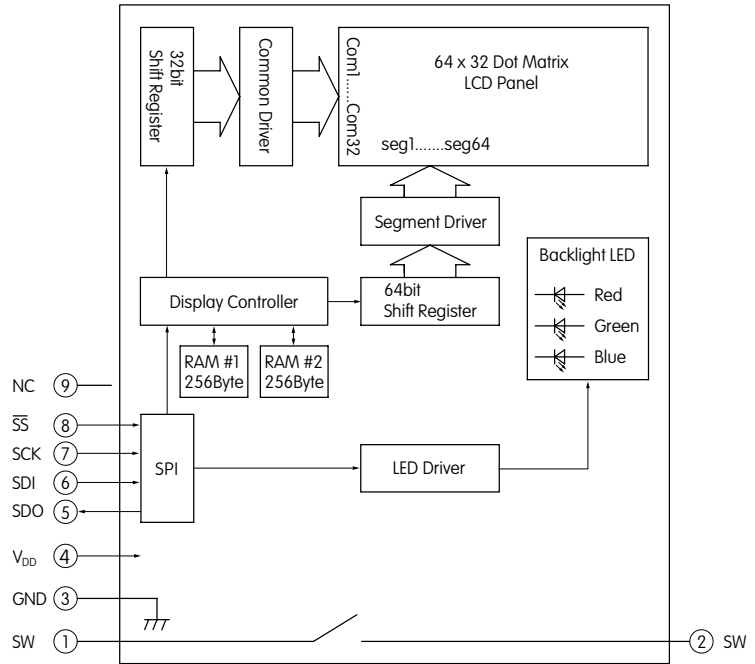 32bit
Shift Register
Common Driver
Com1......Com32
64 x 32 Dot Matrix
LCD Panel
seg1.......seg64
Segment Driver
Backlight LED
Red
Green
Blue
Display Controller
64bit
Shift Register
RAM #1
256Byte
RAM #2
256Byte
NC 9
S̅S̅ 8
SCK 7
SDI 6
SDO 5
SPI
LED Driver
VDD 4
GND 3
SW 1
2 SW